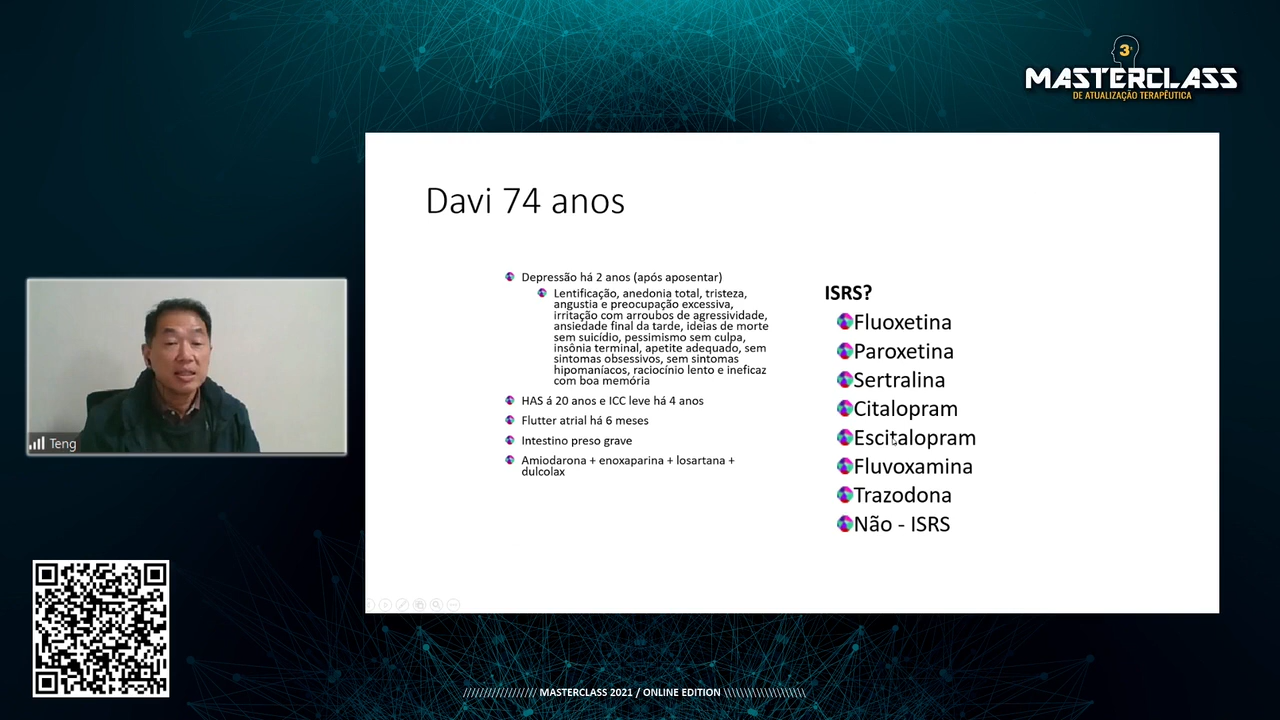 3ª
MASTERCLASS
DE ATUALIZAÇÃO TERAPÊUTICA
Davi 74 anos
Depressão há 2 anos (após aposentar)
Lentificação, anedonia total, tristeza,
angustia e preocupação excessiva,
irritação com arroubos de agressividade,
ansiedade final da tarde, ideias de morte
sem suicídio, pessimismo sem culpa,
insônia terminal, apetite adequado, sem
sintomas obsessivos, sem sintomas
hipomaníacos, raciocínio lento e ineficaz
com boa memória
HAS á 20 anos e ICC leve há 4 anos
Flutter atrial há 6 meses
Intestino preso grave
Amiodarona + enoxaparina + losartana +
dulcolax
ISRS?
Fluoxetina
Paroxetina
Sertralina
Citalopram
Escitalopram
Fluvoxamina
Trazodona
Não - ISRS
Teng
/////////////////// MASTERCLASS 2021 / ONLINE EDITION \\\\\\\\\\\\\\\\\\\\